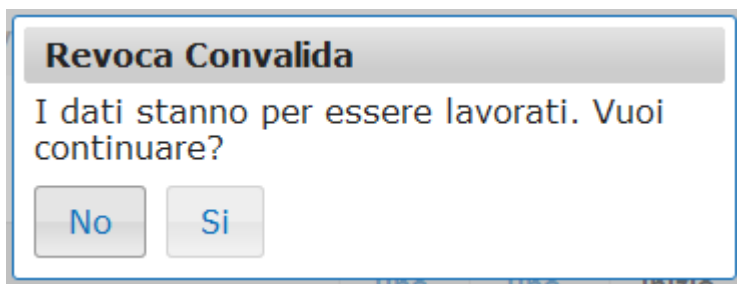 Revoca Convalida
I dati stanno per essere lavorati. Vuoi
continuare?
No Si